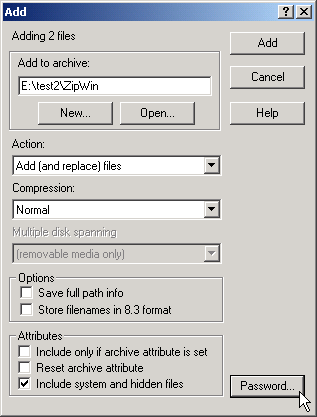 Add
Adding 2 files
Add
Add to archive:
E:\test2\ZipWin
Cancel
New...
Open...
Help
Action:
Add (and replace) files
Compression:
Normal
Multiple disk spanning
(removable media only)
Options
Save full path info
Store filenames in 8.3 format
Attributes
Include only if archive attribute is set
Reset archive attribute
Include system and hidden files
Password...